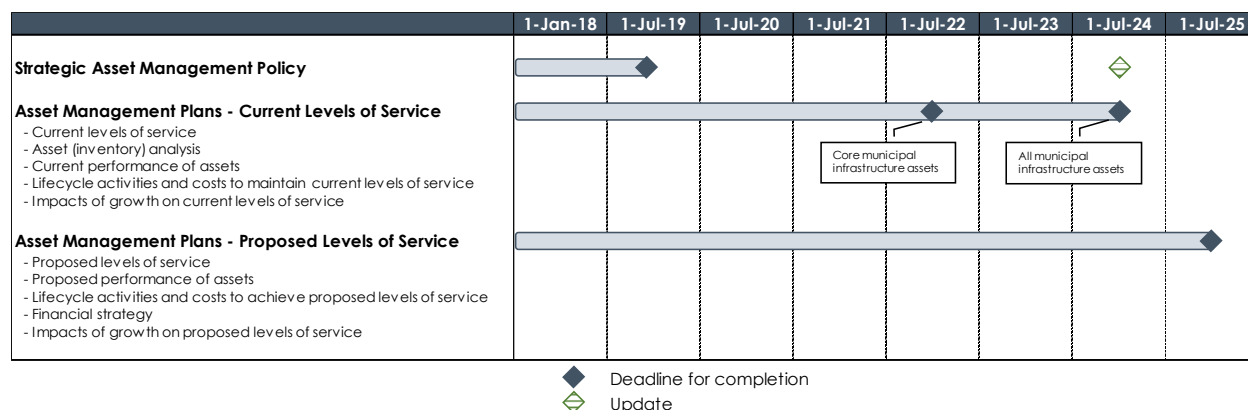 1-Jan-18 1-Jul-19 1-Jul-20 1-Jul-21 1-Jul-22 1-Jul-23 1-Jul-24 1-Jul-25
Strategic Asset Management Policy
Asset Management Plans - Current Levels of Service
- Current levels of service
- Asset (inventory) analysis
- Current performance of assets
- Lifecycle activities and costs to maintain current levels of service
- Impacts of growth on current levels of service
Core municipal
infrastructure assets
All municipal
infrastructure assets
Asset Management Plans - Proposed Levels of Service
- Proposed levels of service
- Proposed performance of assets
- Lifecycle activities and costs to achieve proposed levels of service
- Financial strategy
- Impacts of growth on proposed levels of service
Deadline for completion
Update